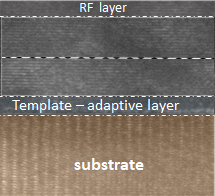 RF layer
Template – adaptive layer
substrate